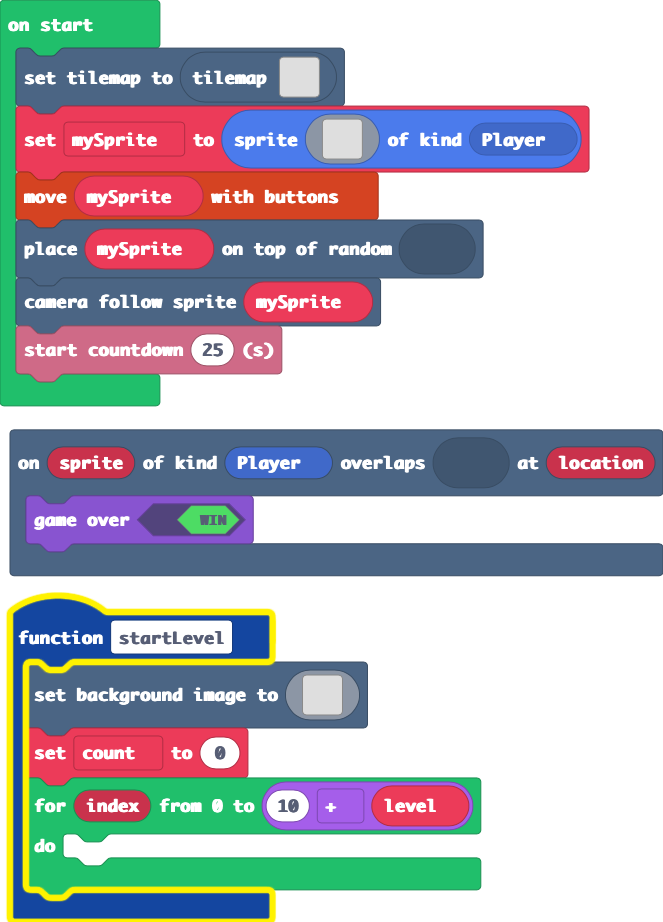 on start
set tilemap to tilemap
set mySprite to sprite of kind Player
move mySprite with buttons
place mySprite on top of random
camera follow sprite mySprite
start countdown 25 (s)
on sprite of kind Player overlaps at location
game over WIN
function startLevel
set background image to
set count to 0
for index from 0 to 10 + level
do